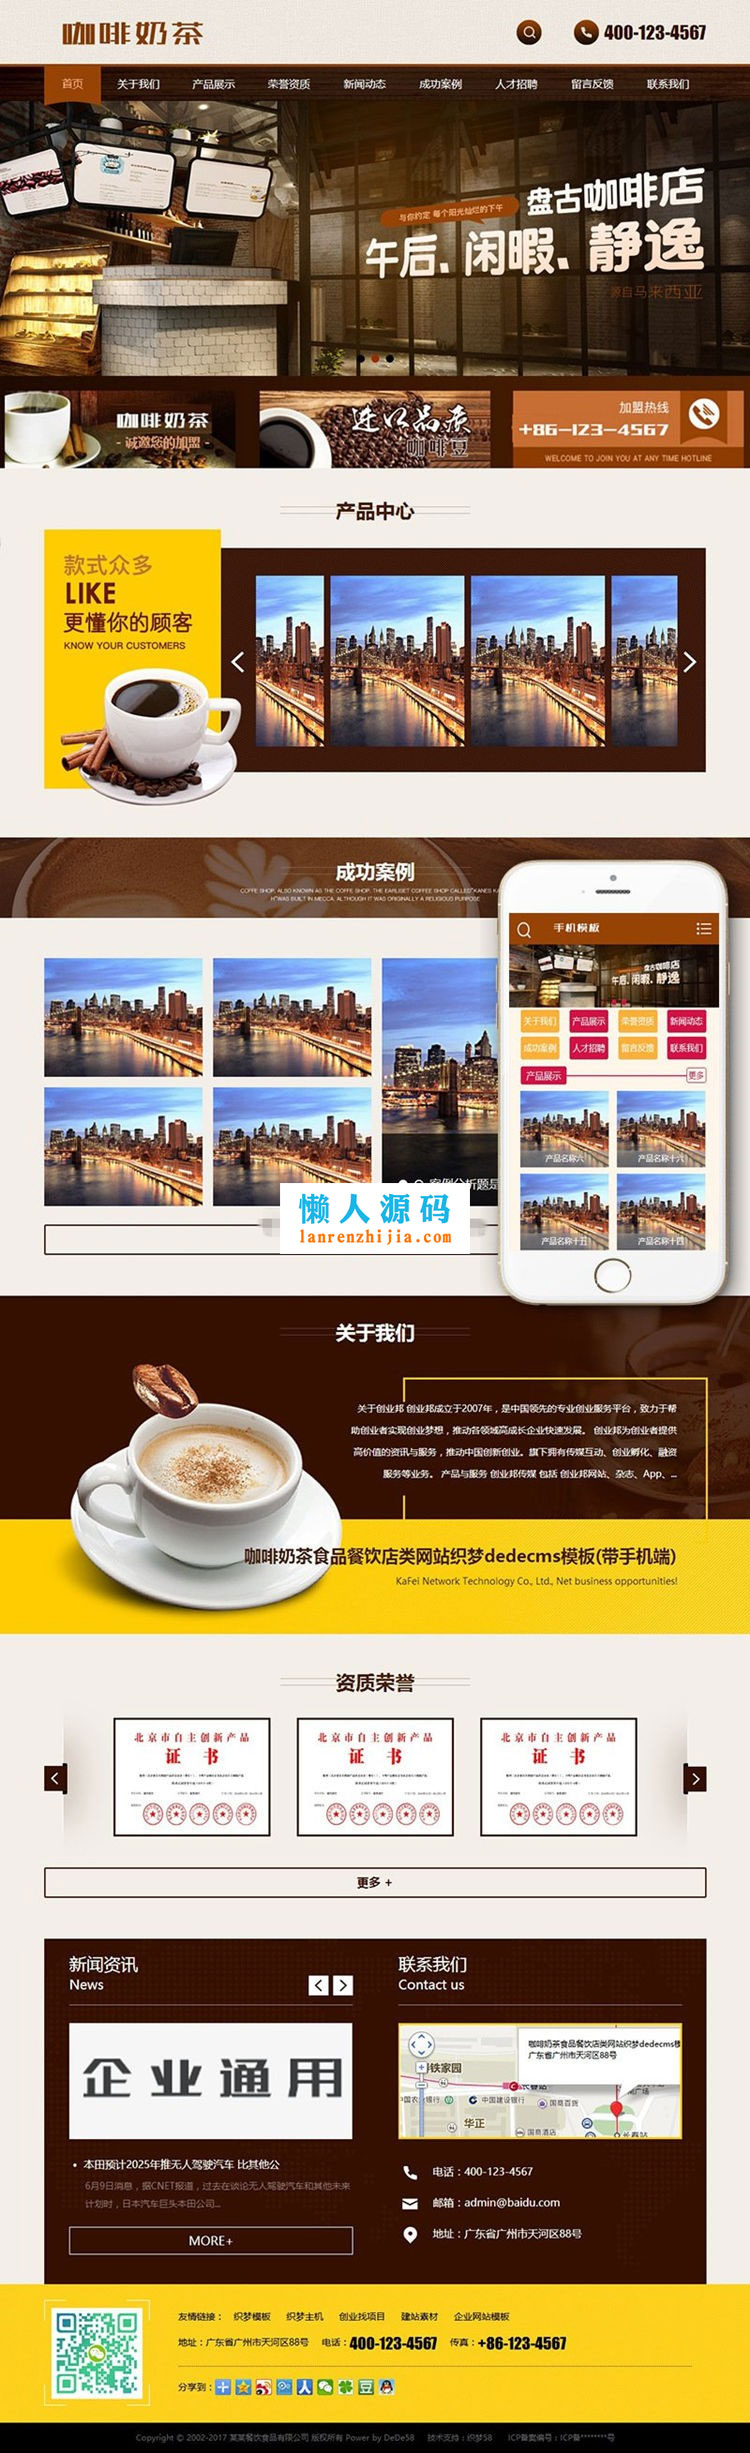 咖啡奶茶
400-123-4567
首页 关于我们 产品展示 荣誉资质 新闻动态 成功案例 人才招聘 留言反馈 联系我们
盘古咖啡店
与你约定 每个阳光灿烂的下午
午后、闲暇、静逸
源自马来西亚
咖啡奶茶
- 诚邀您的加盟 -
进口品质
咖啡豆
加盟热线
+86-123-4567
WELCOME TO JOIN YOU AT ANY TIME HOTLINE
产品中心
款式众多
LIKE
更懂你的顾客
KNOW YOUR CUSTOMERS
成功案例
COFFE SHOP, ALSO KNOWN AS THE COFFE SHOP, THE EARLISET COFFEE SHOP CALLED"KANES KA
H"WAS BUILT IN MECCA, ALTHOUGH IT WAS ORIGINALLY A RELIGIOUS PURPOSE
手机模板
盘古咖啡店
午后、闲暇、静逸
关于我们 产品展示 荣誉资质 新闻动态
成功案例 人才招聘 留言反馈 联系我们
产品展示 更多
产品名称六 产品名称十六
产品名称十五 产品名称十四
案例分析题是
懒人源码
lanrenzhijia.com
关于我们
关于创业邦 创业邦成立于2007年，是中国领先的专业创业服务平台，致力于帮
助创业者实现创业梦想，推动各领域高成长企业快速发展。 创业邦为创业者提供
高价值的资讯与服务，推动中国创新创业。旗下拥有传媒互动、创业孵化、融资
服务等业务。 产品与服务 创业邦传媒 包括 创业邦网站、杂志、App、...
咖啡奶茶食品餐饮店类网站织梦dedecms模板(带手机端)
KaFei Network Technology Co., Ltd., Net business opportunities!
资质荣誉
北京市自主创新产品 北京市自主创新产品 北京市自主创新产品
证 书 证 书 证 书
更多 +
新闻资讯
News
企业通用
• 本田预计2025年推无人驾驶汽车 比其他公
6月9日消息，据CNET报道，过去在谈论无人驾驶汽车和其他未来
计划时，日本汽车巨头本田公司...
MORE+
联系我们
Contact us
咖啡奶茶食品餐饮店类网站织梦dedecms模
广东省广州市天河区88号
铁家园
中国建设银行
国商百货
华正
国商酒店
长春站
电话：400-123-4567
邮箱：admin@baidu.com
地址：广东省广州市天河区88号
友情链接： 织梦模板 织梦主机 创业找项目 建站素材 企业网站模板
地址：广东省广州市天河区88号 电话：400-123-4567 传真：+86-123-4567
分享到：
Copyright © 2002-2017 某某餐饮食品有限公司 版权所有 Power by DeDe58 技术支持：织梦58 ICP备案编号：ICP备********号